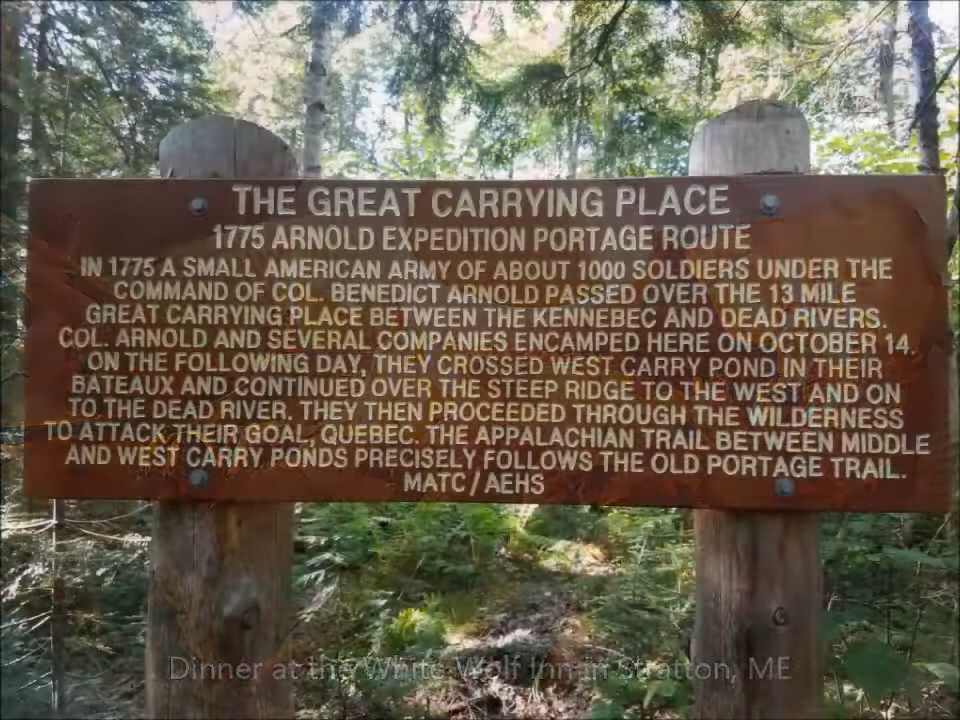 THE GREAT CARRYING PLACE
1775 ARNOLD EXPEDITION PORTAGE ROUTE
IN 1775 A SMALL AMERICAN ARMY OF ABOUT 1000 SOLDIERS UNDER THE
COMMAND OF COL. BENEDICT ARNOLD PASSED OVER THE 13 MILE
GREAT CARRYING PLACE BETWEEN THE KENNEBEC AND DEAD RIVERS.
COL. ARNOLD AND SEVERAL COMPANIES ENCAMPED HERE ON OCTOBER 14.
ON THE FOLLOWING DAY, THEY CROSSED WEST CARRY POND IN THEIR
BATEAUX AND CONTINUED OVER THE STEEP RIDGE TO THE WEST AND ON
TO THE DEAD RIVER. THEY THEN PROCEEDED THROUGH THE WILDERNESS
TO ATTACK THEIR GOAL, QUEBEC. THE APPALACHIAN TRAIL BETWEEN MIDDLE
AND WEST CARRY PONDS PRECISELY FOLLOWS THE OLD PORTAGE TRAIL.
MATC / AEHS
Dinner at the White Wolf Inn in Stratton, ME